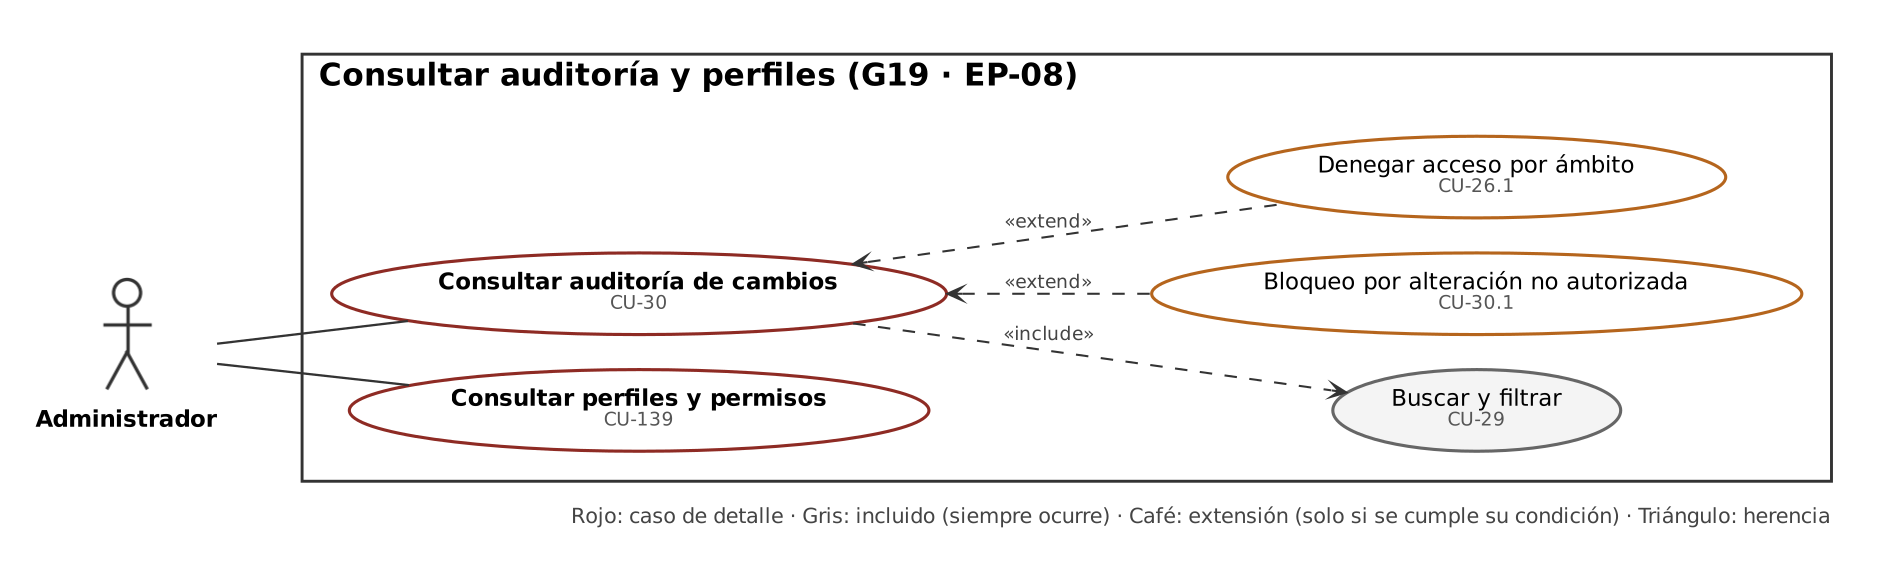 Consultar auditoría y perfiles (G19 · EP-08)
Denegar acceso por ámbito
CU-26.1
«extend»
Consultar auditoría de cambios
CU-30
«extend»
Bloqueo por alteración no autorizada
CU-30.1
«include»
Consultar perfiles y permisos
CU-139
Buscar y filtrar
CU-29
Administrador
Rojo: caso de detalle · Gris: incluido (siempre ocurre) · Café: extensión (solo si se cumple su condición) · Triángulo: herencia